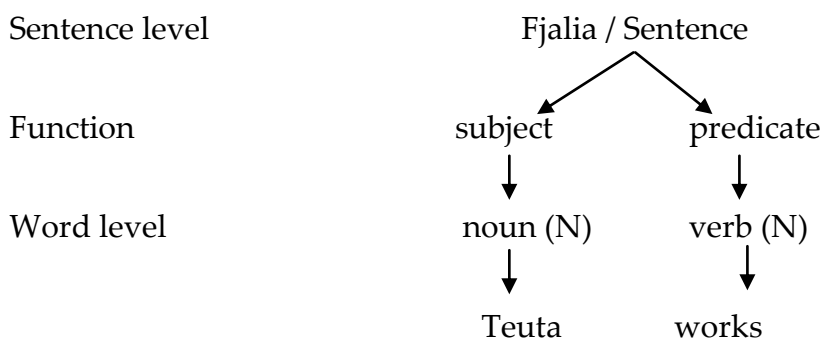 Sentence level Fjalia / Sentence
Function subject predicate
Word level noun (N) verb (N)
Teuta works